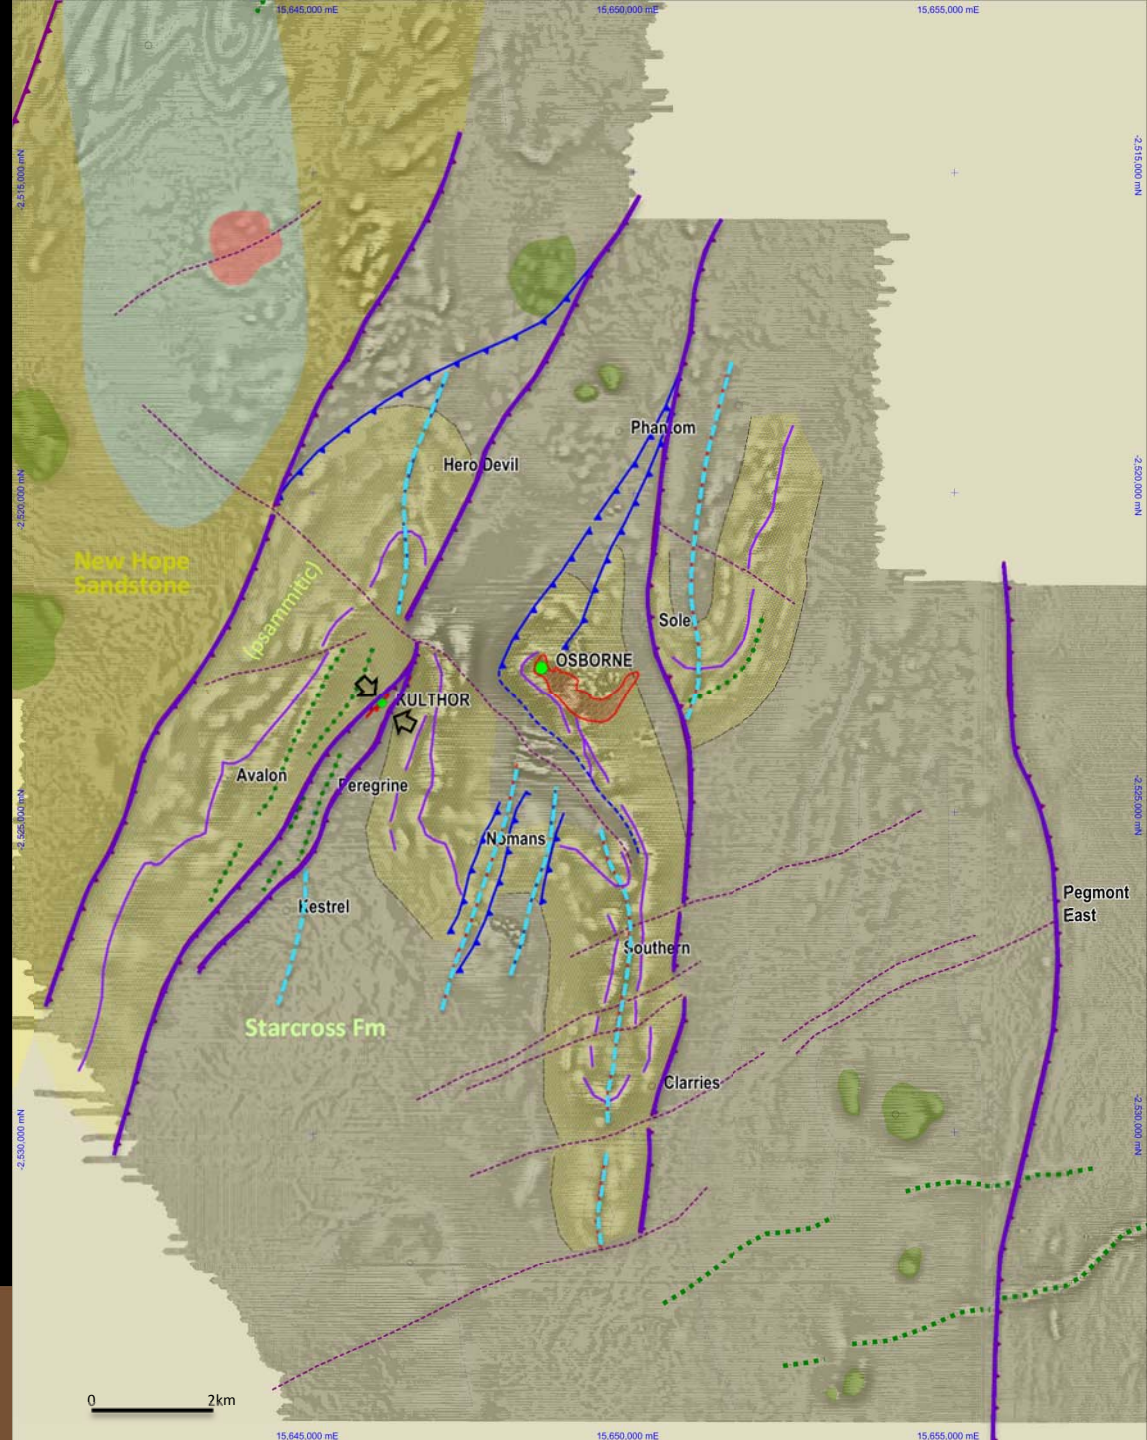 15,645,000 mE
15,650,000 mE
15,655,000 mE
-2,515,000 mN
-2,515,000 mN
Phantom
Hero Devil
-2,520,000 mN
-2,520,000 mN
New Hope
Sandstone
(psammitic)
Sole
OSBORNE
KULTHOR
Avalon
Peregrine
-2,525,000 mN
-2,525,000 mN
Nomans
Pegmont
East
Kestrel
Southern
Starcross Fm
Clarries
-2,530,000 mN
-2,530,000 mN
0
2km
15,645,000 mE
15,650,000 mE
15,655,000 mE